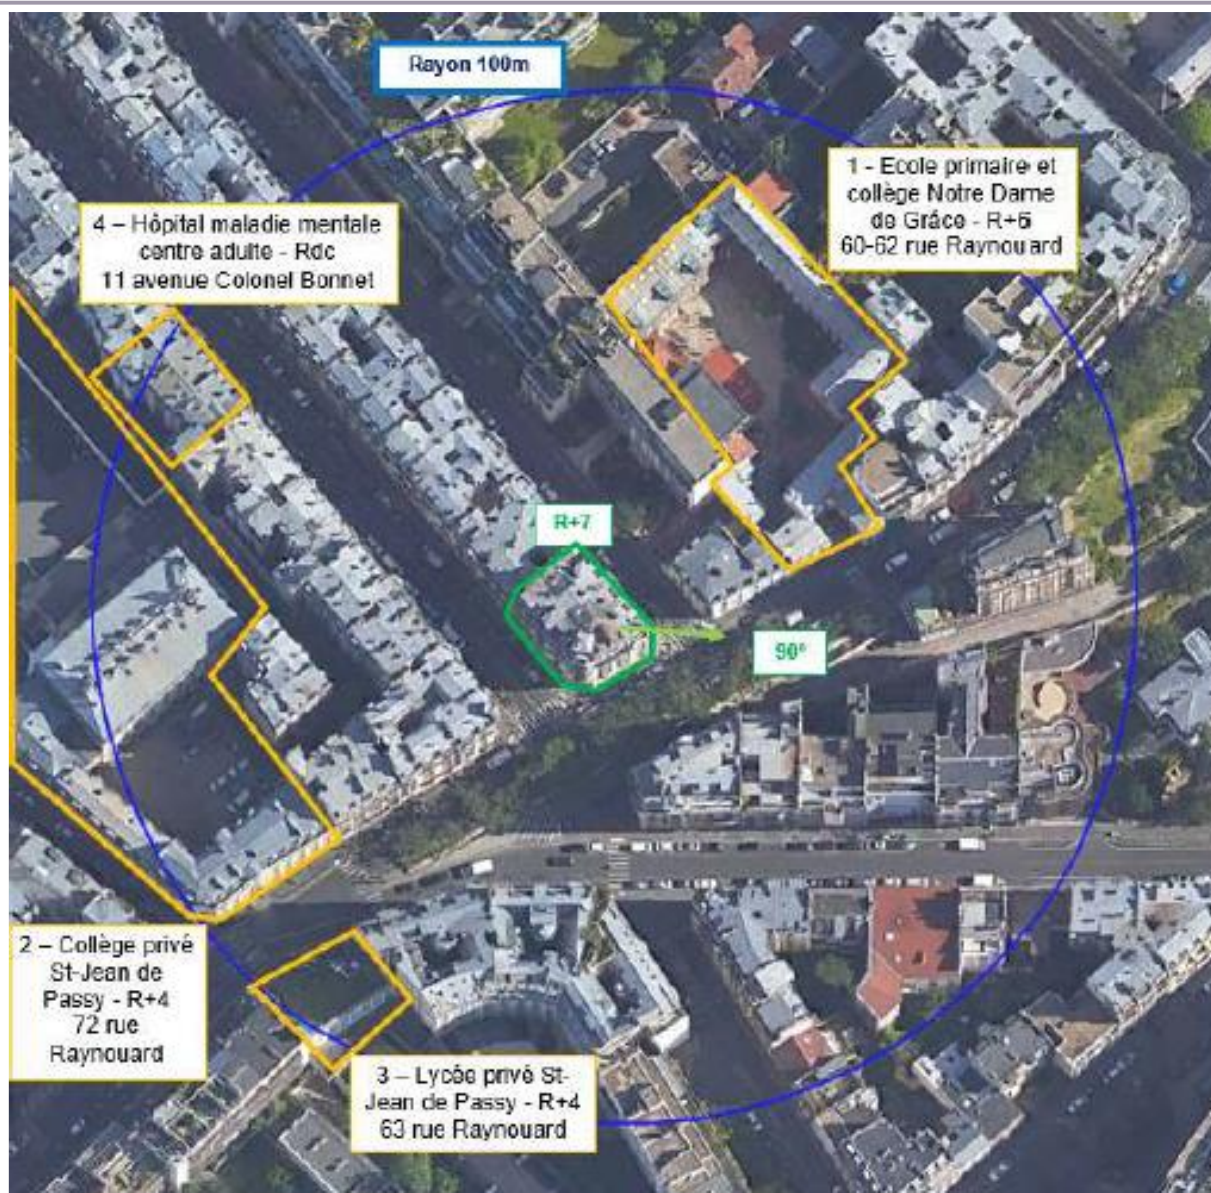 Rayon 100m
1 - Ecole primaire et
collège Notre Dame
de Grâce - R+6
60-62 rue Raynouard
4 – Hôpital maladie mentale
centre adulte - Rdc
11 avenue Colonel Bonnet
R+7
90°
2 – Collège privé
St-Jean de
Passy - R+4
72 rue
Raynouard
3 – Lycée privé St-
Jean de Passy - R+4
63 rue Raynouard